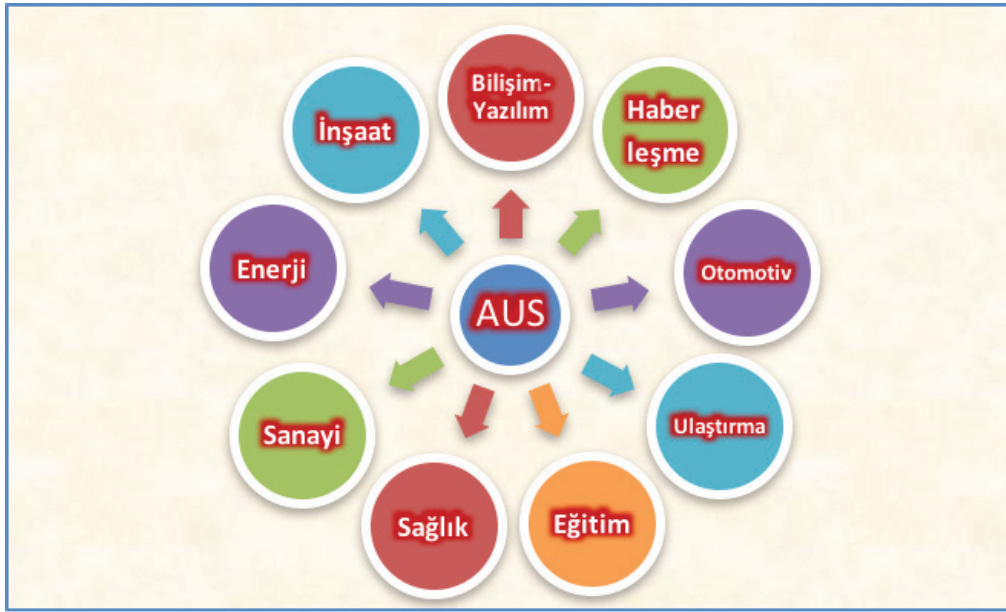 Bilişim-
Yazılım
Haber
leşme
Otomotiv
Ulaştırma
Eğitim
Sağlık
Sanayi
Enerji
İnşaat
AUS